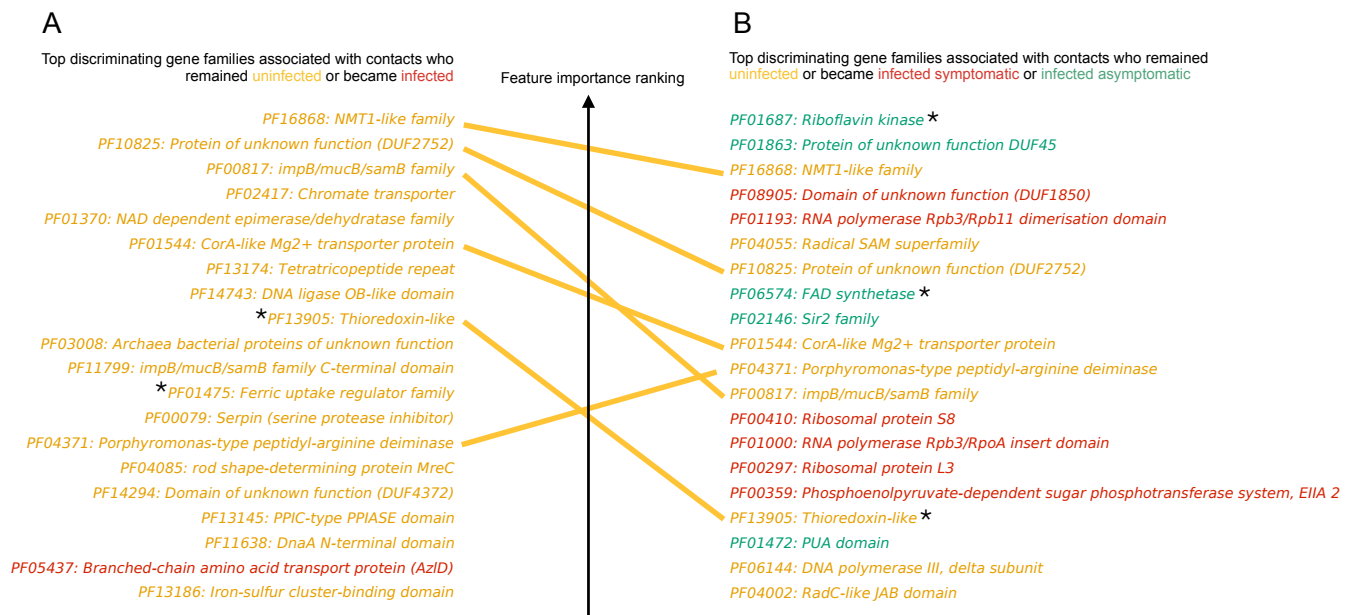 A
Top discriminating gene families associated with contacts who
remained uninfected or became infected
PF16868: NMT1-like family
PF10825: Protein of unknown function (DUF2752)
PF00817: impB/mucB/samB family
PF02417: Chromate transporter
PF01370: NAD dependent epimerase/dehydratase family
PF01544: CorA-like Mg2+ transporter protein
PF13174: Tetratricopeptide repeat
PF14743: DNA ligase OB-like domain
*PF13905: Thioredoxin-like
PF03008: Archaea bacterial proteins of unknown function
PF11799: impB/mucB/samB family C-terminal domain
*PF01475: Ferric uptake regulator family
PF00079: Serpin (serine protease inhibitor)
PF04371: Porphyromonas-type peptidyl-arginine deiminase
PF04085: rod shape-determining protein MreC
PF14294: Domain of unknown function (DUF4372)
PF13145: PPIC-type PPIASE domain
PF11638: DnaA N-terminal domain
PF05437: Branched-chain amino acid transport protein (AzlD)
PF13186: Iron-sulfur cluster-binding domain
Feature importance ranking
B
Top discriminating gene families associated with contacts who remained
uninfected or became infected symptomatic or infected asymptomatic
PF01687: Riboflavin kinase*
PF01863: Protein of unknown function DUF45
PF16868: NMT1-like family
PF08905: Domain of unknown function (DUF1850)
PF01193: RNA polymerase Rpb3/Rpb11 dimerisation domain
PF04055: Radical SAM superfamily
PF10825: Protein of unknown function (DUF2752)
PF06574: FAD synthetase*
PF02146: Sir2 family
PF01544: CorA-like Mg2+ transporter protein
PF04371: Porphyromonas-type peptidyl-arginine deiminase
PF00817: impB/mucB/samB family
PF00410: Ribosomal protein S8
PF01000: RNA polymerase Rpb3/RpoA insert domain
PF00297: Ribosomal protein L3
PF00359: Phosphoenolpyruvate-dependent sugar phosphotransferase system, EIIA 2
PF13905: Thioredoxin-like*
PF01472: PUA domain
PF06144: DNA polymerase III, delta subunit
PF04002: RadC-like JAB domain